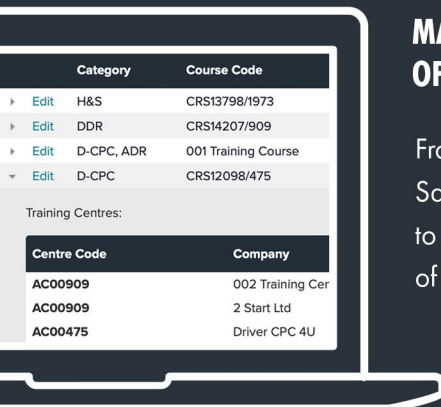 Category Course Code
Edit H&S CRS13798/1973
Edit DDR CRS14207/909
Edit D-CPC, ADR 001 Training Course
Edit D-CPC CRS12098/475
Training Centres:
Centre Code Company
AC00909 002 Training Cer
AC00909 2 Start Ltd
AC00475 Driver CPC 4U
MA
OF
Fro
Sa
to
of